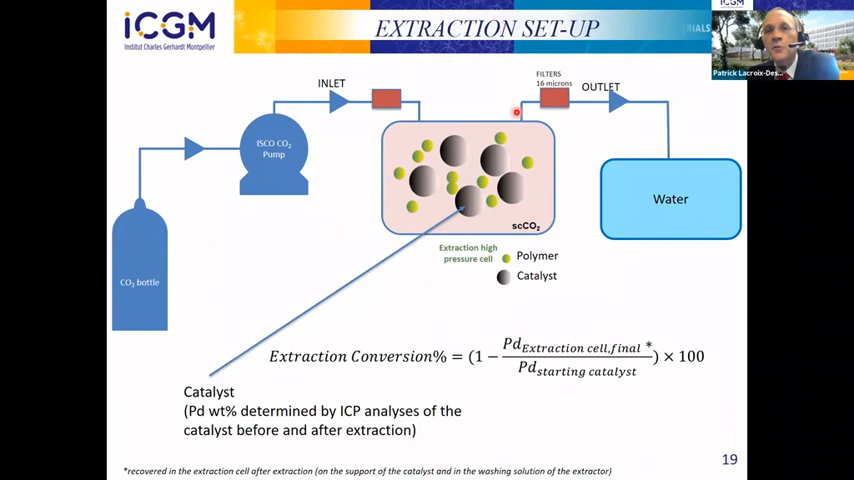 ICGM
Institut Charles Gerhardt Montpellier
EXTRACTION SET-UP
ICGM
Patrick Lacroix-Des...
INLET
FILTERS
16 microns
OUTLET
ISCO CO₂
Pump
Water
scCO₂
Extraction high
pressure cell
Polymer
Catalyst
CO₂ bottle
Extraction Conversion% = (1 − Pd_Extraction cell,final * / Pd_starting catalyst) × 100
Catalyst
(Pd wt% determined by ICP analyses of the
catalyst before and after extraction)
19
*recovered in the extraction cell after extraction (on the support of the catalyst and in the washing solution of the extractor)